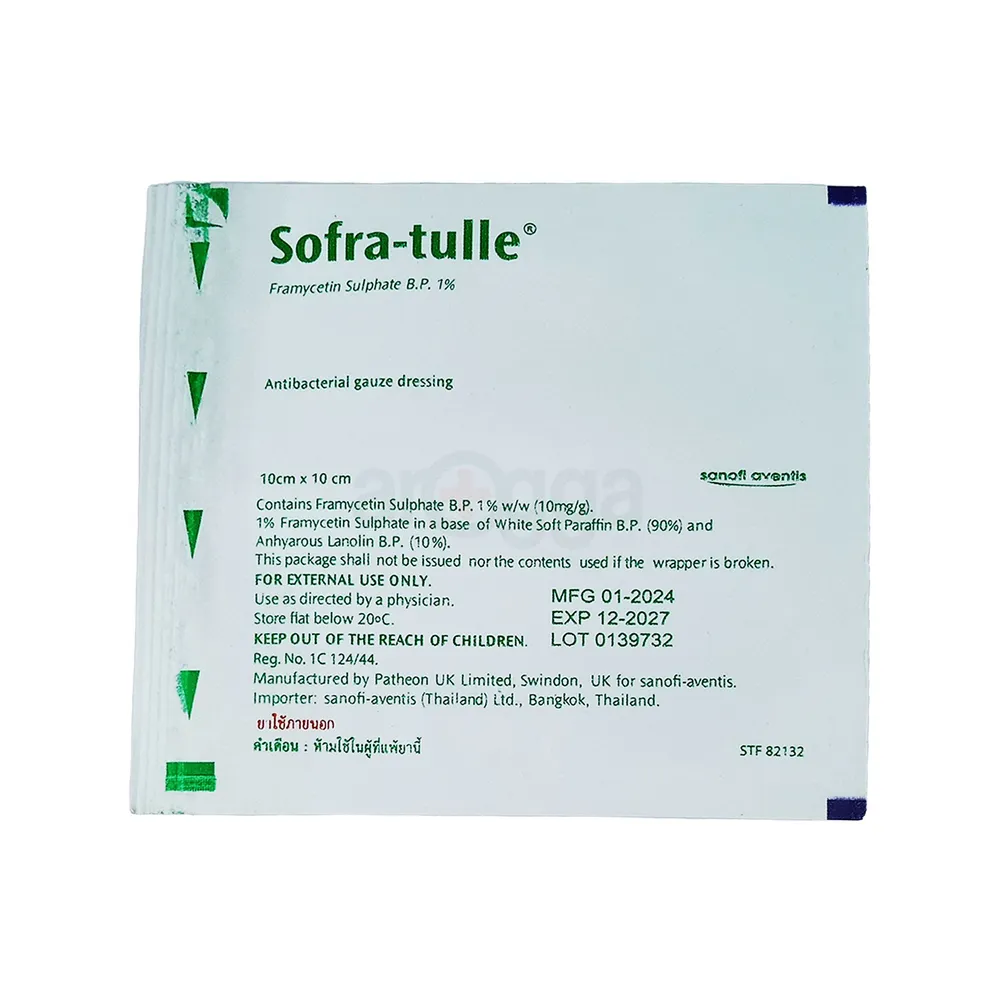 Sofra-tulle®
Framycetin Sulphate B.P. 1%
Antibacterial gauze dressing
10cm x 10 cm
sanofi aventis
arogga
Contains Framycetin Sulphate B.P. 1% w/w (10mg/g).
1% Framycetin Sulphate in a base of White Soft Paraffin B.P. (90%) and
Anhyarous Lanolin B.P. (10%).
This package shall not be issued nor the contents used if the wrapper is broken.
FOR EXTERNAL USE ONLY.
Use as directed by a physician.
MFG 01-2024
Store flat below 20oC.
EXP 12-2027
KEEP OUT OF THE REACH OF CHILDREN.
LOT 0139732
Reg. No. 1C 124/44.
Manufactured by Patheon UK Limited, Swindon, UK for sanofi-aventis.
Importer: sanofi-aventis (Thailand) Ltd., Bangkok, Thailand.
ยาใช้ภายนอก
คำเตือน : ห้ามใช้ในผู้ที่แพ้ยานี้
STF 82132